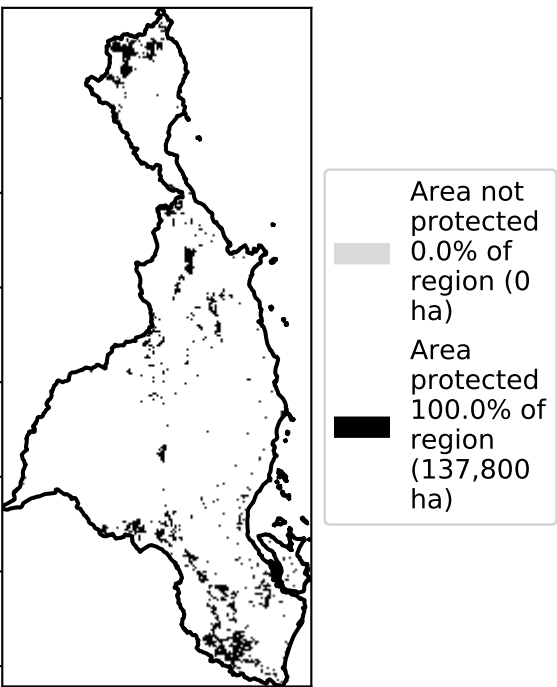 Area not
protected
0.0% of
region (0
ha)
Area
protected
100.0% of
region
(137,800
ha)